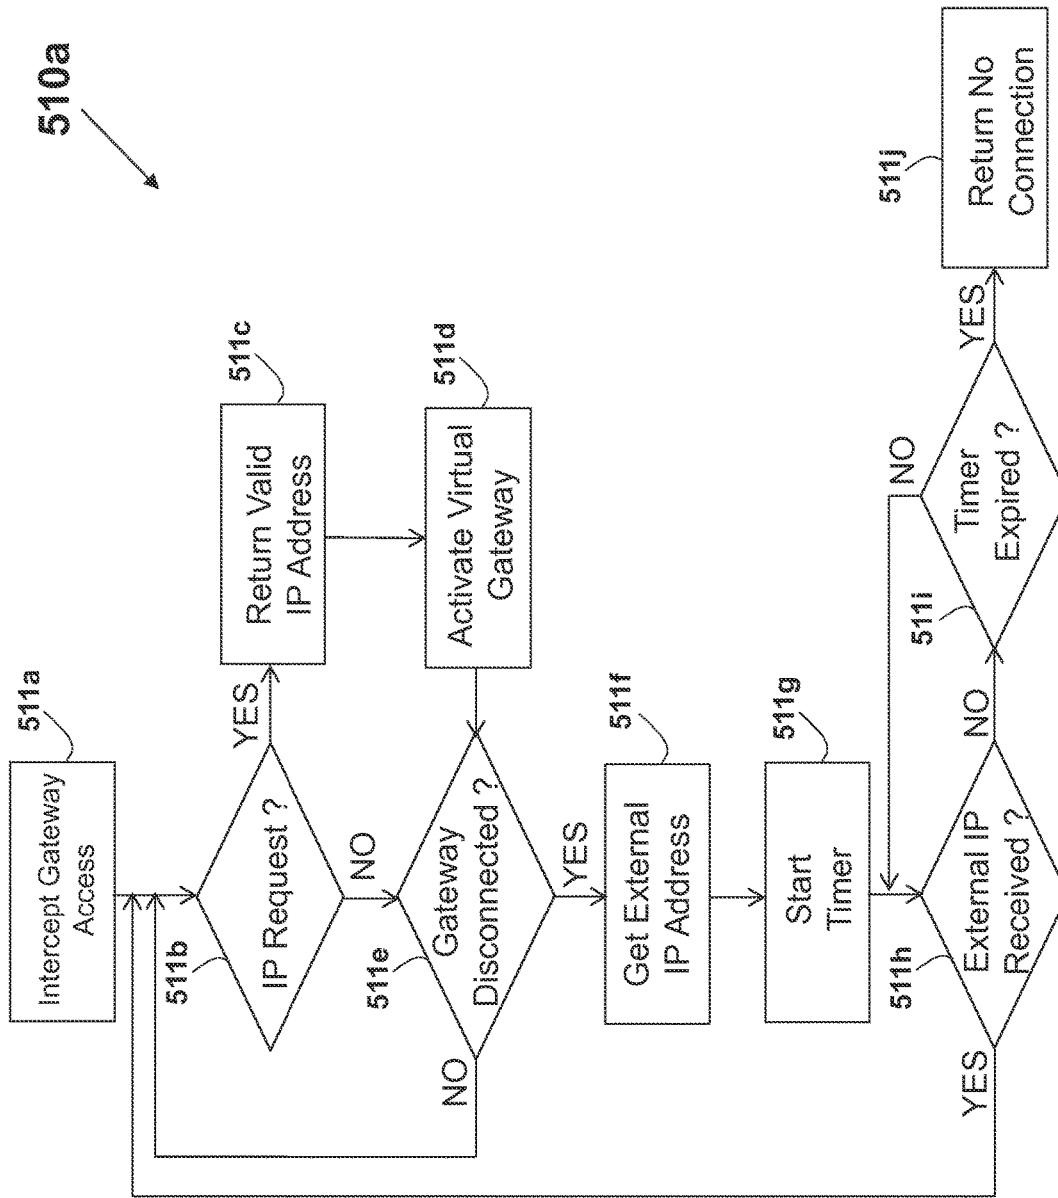 510a
511a
Intercept Gateway
Access
511b
IP Request ?
YES
NO
511c
Return Valid
IP Address
511d
Activate Virtual
Gateway
511e
Gateway
Disconnected ?
NO
YES
511f
Get External
IP Address
511g
Start
Timer
511h
External IP
Received ?
YES
NO
511i
Timer
Expired ?
NO
YES
511j
Return No
Connection